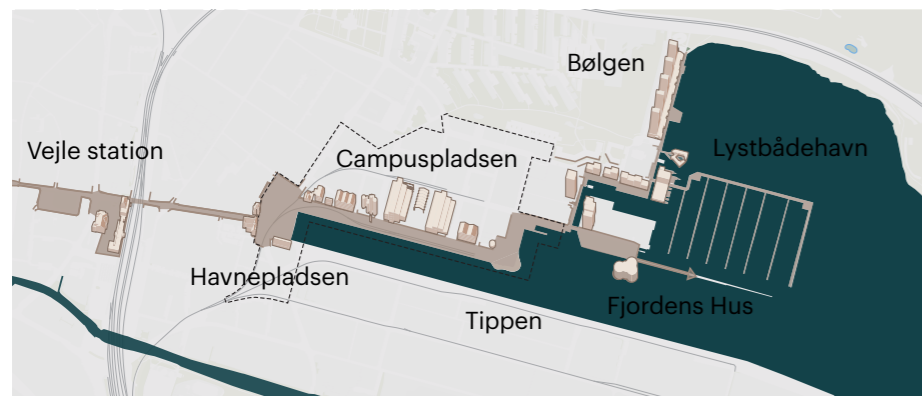 Bølgen
Vejle station
Campuspladsen
Lystbådehavn
Havnepladsen
Fjordens Hus
Tippen